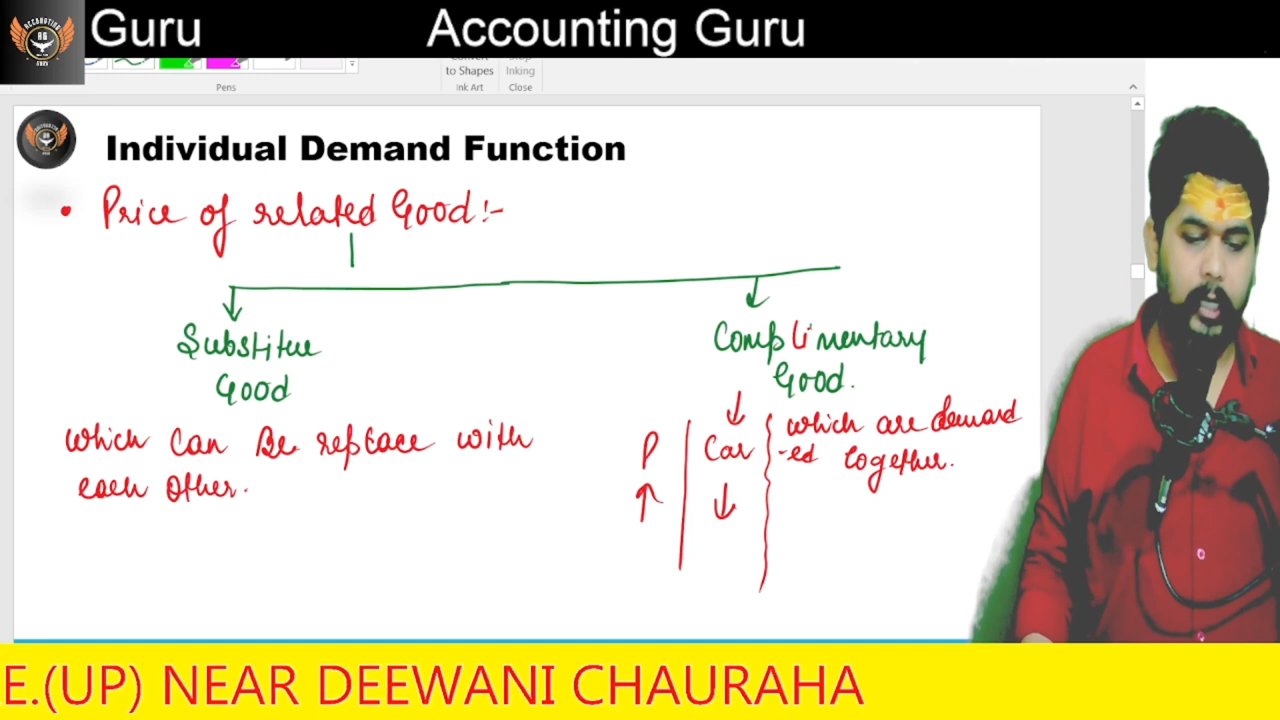 Guru Accounting Guru
Convert Stop
to Shapes Inking
Pens Ink Art Close
Individual Demand Function
• Price of related Good:-
Substitue Complimentary
Good Good.
which can Be replace with
each other.
P Car which are demand
-ed together.
E.(UP) NEAR DEEWANI CHAURAHA